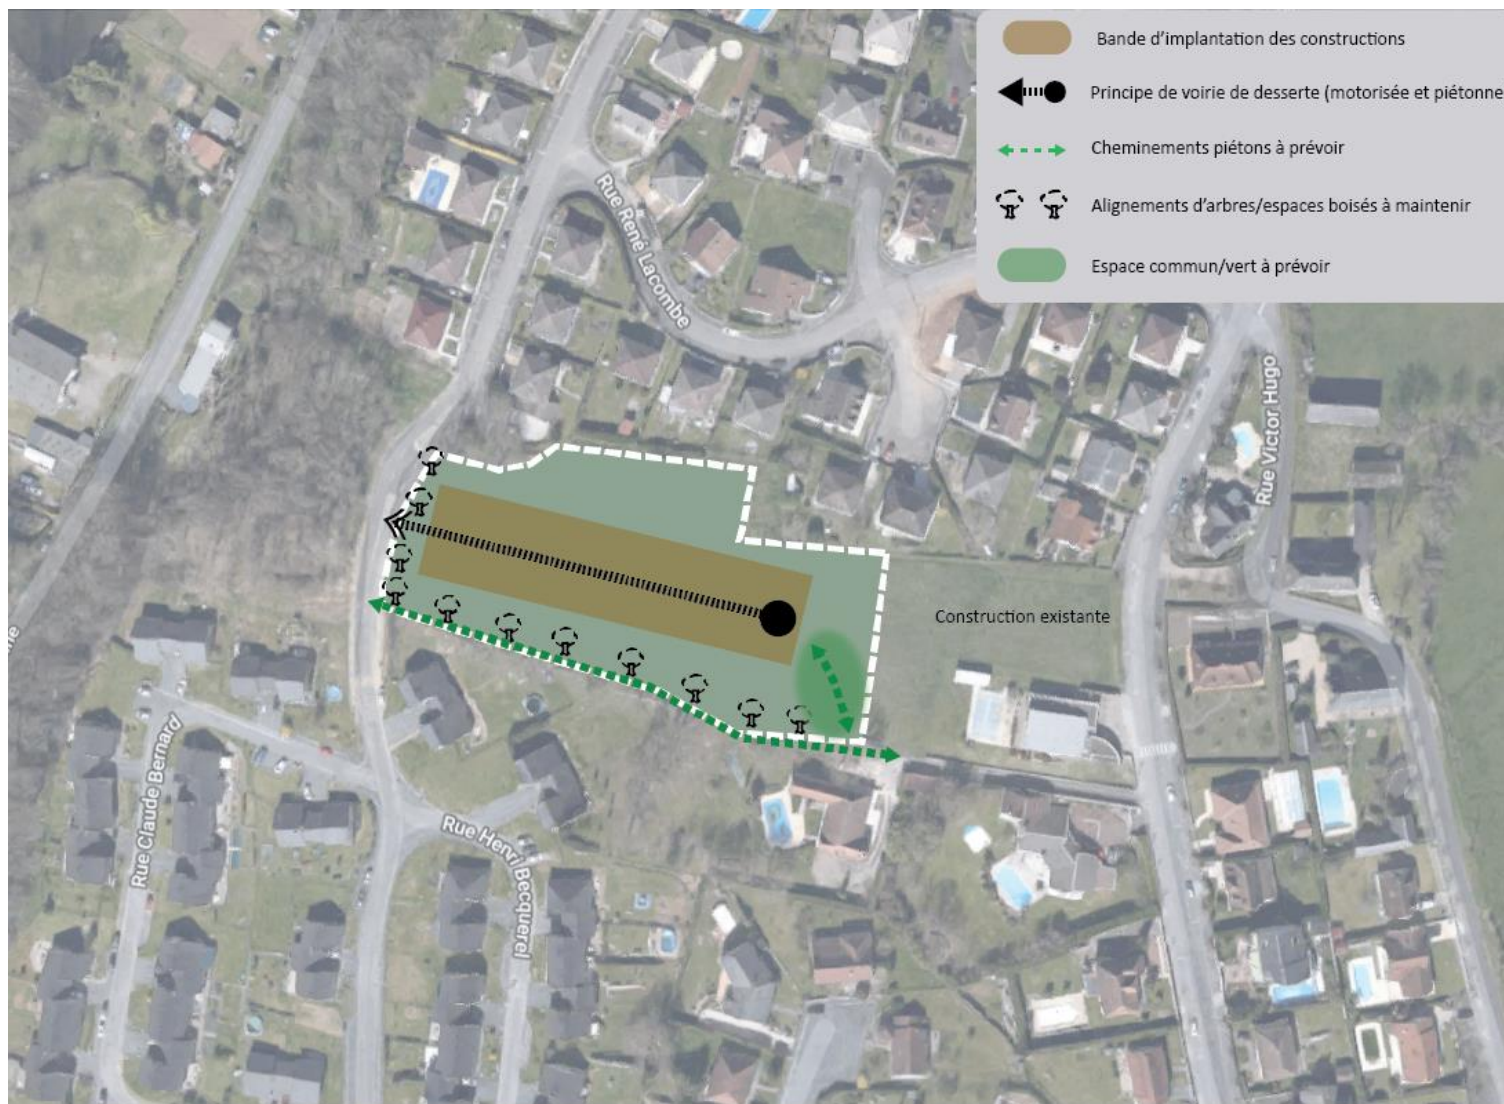 Bande d'implantation des constructions
Principe de voirie de desserte (motorisée et piétonne
Cheminements piétons à prévoir
Alignements d'arbres/espaces boisés à maintenir
Espace commun/vert à prévoir
Rue René Lacombe
Rue Victor Hugo
Construction existante
Rue Claude Bernard
Rue Henri Becquerel